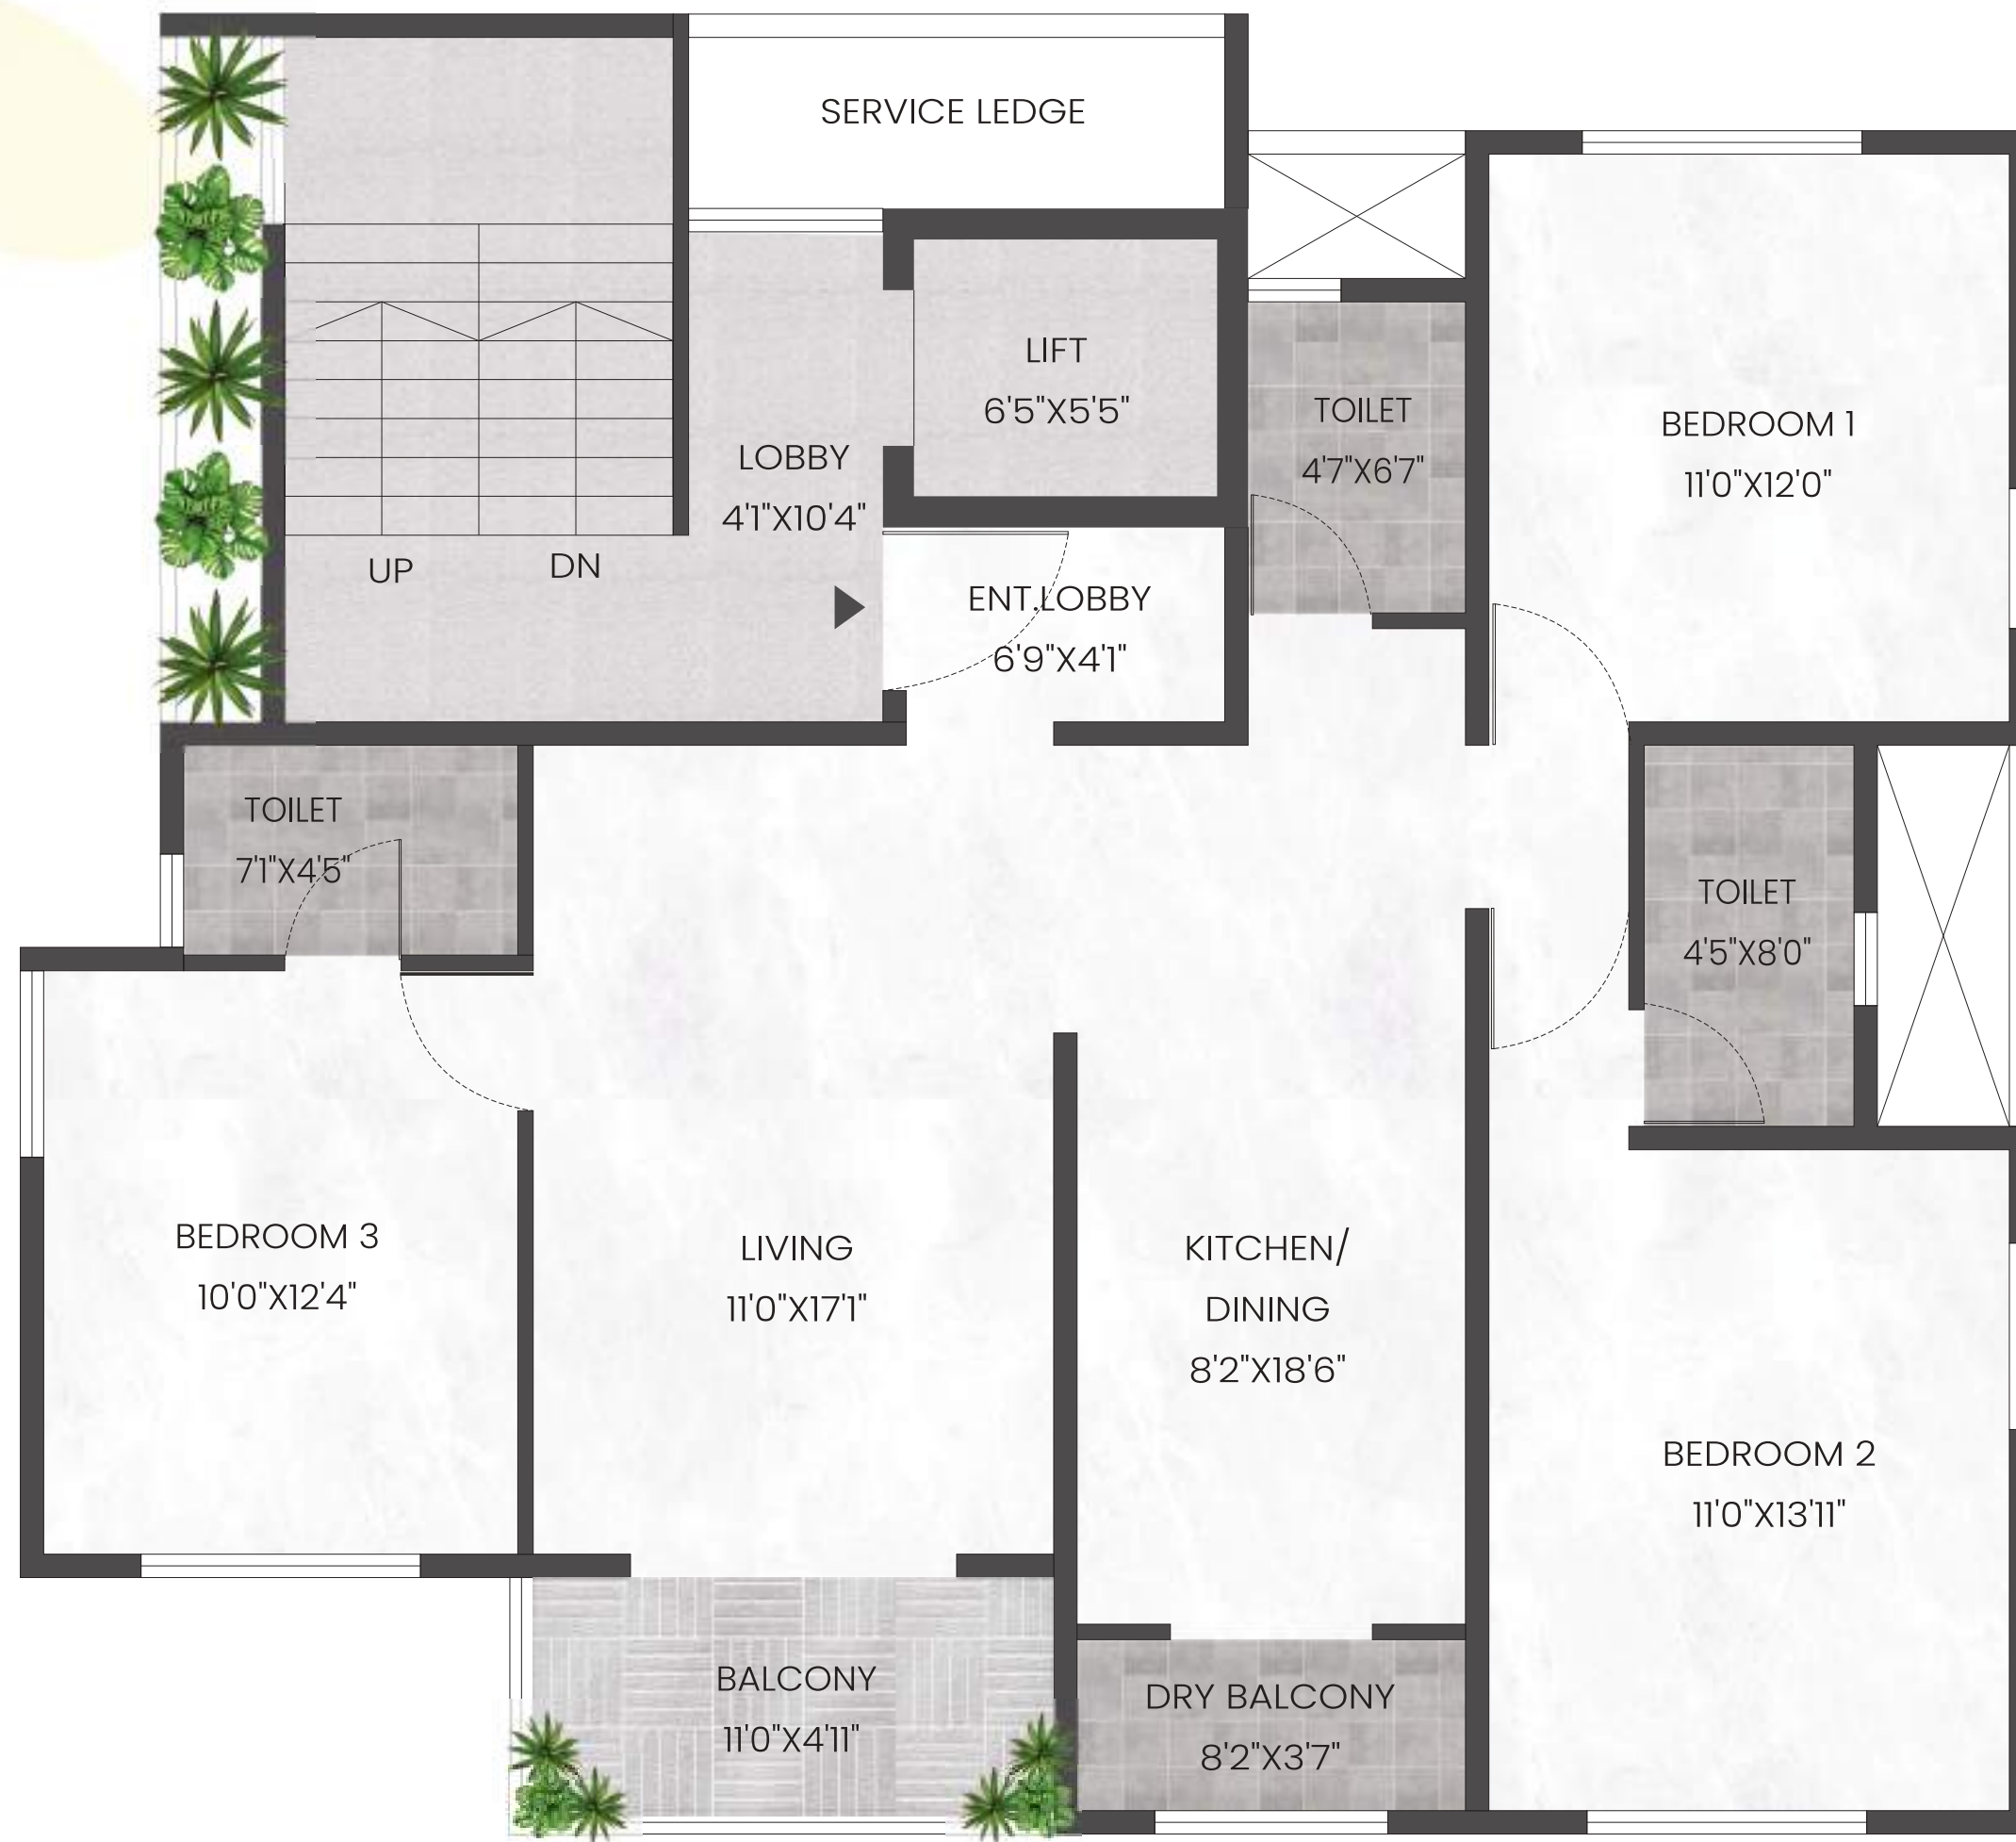 SERVICE LEDGE
LIFT
6'5"X5'5"
LOBBY
4'1"X10'4"
UP
DN
ENT.LOBBY
6'9"X4'1"
TOILET
4'7"X6'7"
BEDROOM 1
11'0"X12'0"
TOILET
7'1"X4'5"
TOILET
4'5"X8'0"
BEDROOM 3
10'0"X12'4"
LIVING
11'0"X17'1"
KITCHEN/
DINING
8'2"X18'6"
BEDROOM 2
11'0"X13'11"
BALCONY
11'0"X4'11"
DRY BALCONY
8'2"X3'7"